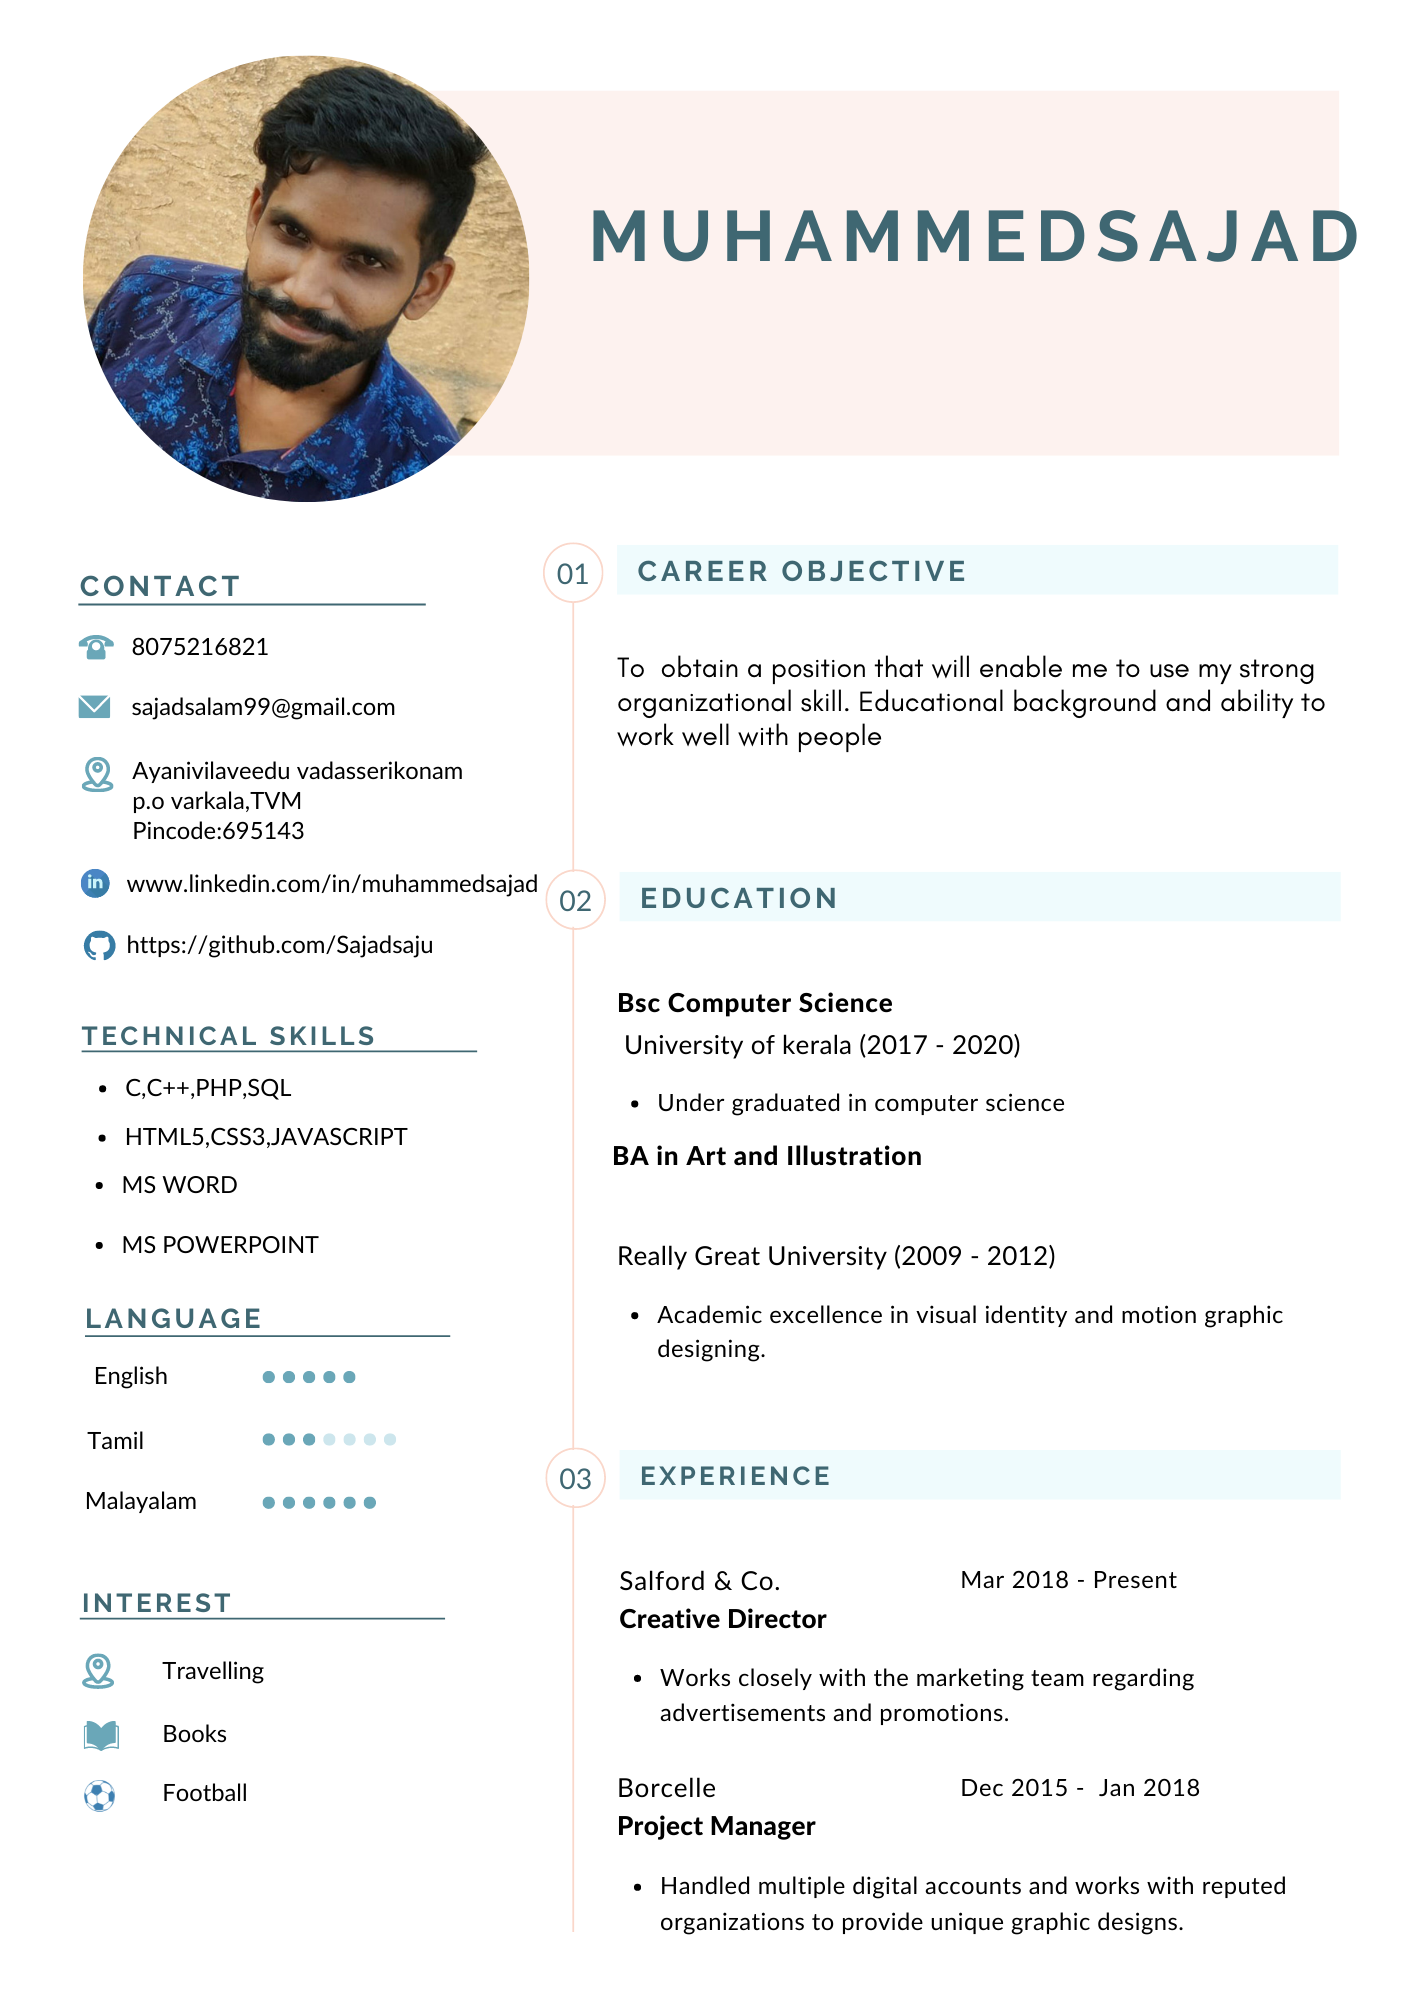 MUHAMMEDSAJAD
CONTACT
8075216821
sajadsalam99@gmail.com
Ayanivilaveedu vadasserikonam
p.o varkala,TVM
Pincode:695143
in www.linkedin.com/in/muhammedsajad
https://github.com/Sajadsaju
TECHNICAL SKILLS
• C,C++,PHP,SQL
• HTML5,CSS3,JAVASCRIPT
• MS WORD
• MS POWERPOINT
LANGUAGE
English
Tamil
Malayalam
INTEREST
Travelling
Books
Football
01 CAREER OBJECTIVE
To  obtain a position that will enable me to use my strong
organizational skill. Educational background and ability to
work well with people
02 EDUCATION
Bsc Computer Science
University of kerala (2017 - 2020)
• Under graduated in computer science
BA in Art and Illustration
Really Great University (2009 - 2012)
• Academic excellence in visual identity and motion graphic
designing.
03 EXPERIENCE
Salford & Co. Mar 2018 - Present
Creative Director
• Works closely with the marketing team regarding
advertisements and promotions.
Borcelle Dec 2015 -  Jan 2018
Project Manager
• Handled multiple digital accounts and works with reputed
organizations to provide unique graphic designs.